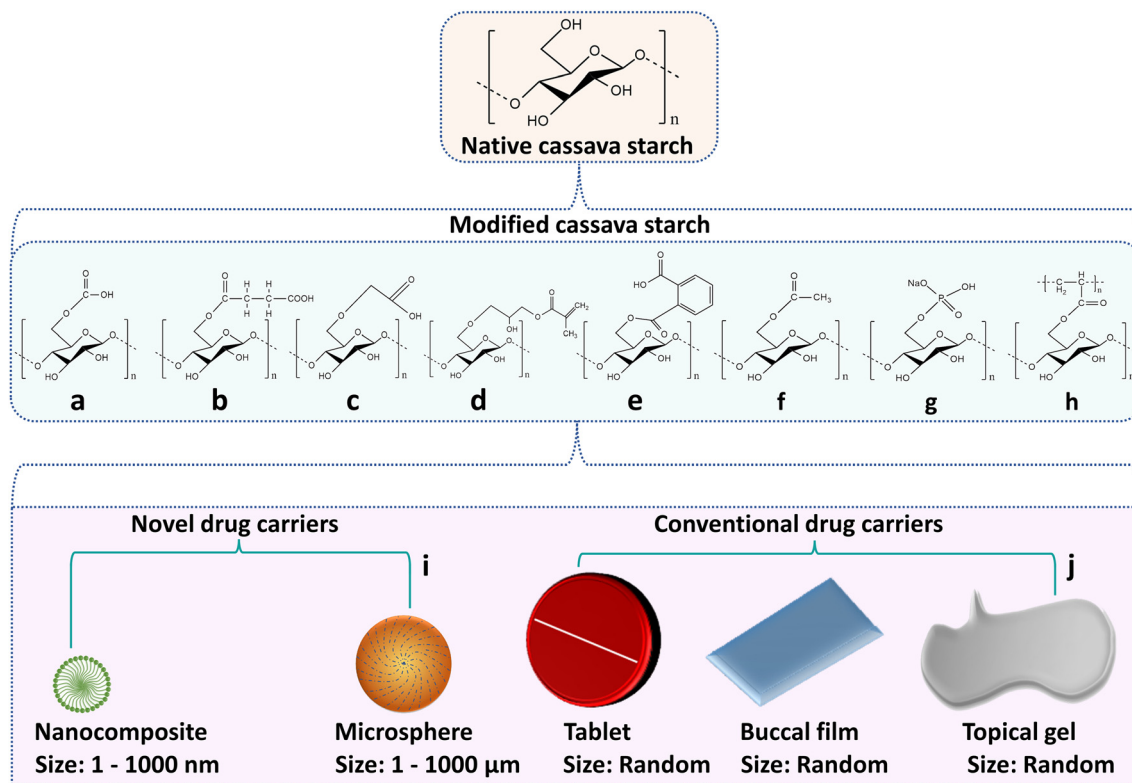 OH
O
O
O
OH
HO
n
Native cassava starch
Modified cassava starch
O
C
OH
O
O
O
O
OH
HO
n
a
O
H
H
C
C
C
COOH
H
H
O
O
O
O
OH
HO
n
b
O
O
OH
O
O
O
OH
HO
n
c
O
O
O
OH
CH₂
CH₃
O
O
O
OH
HO
n
d
O
HO
O
O
O
O
O
OH
HO
n
e
O
CH₃
O
O
O
O
OH
HO
n
f
NaO
OH
P
O
O
O
O
O
OH
HO
n
g
C
H₂
H
C
n
C
O
O
O
O
O
OH
HO
n
h
Novel drug carriers
Conventional drug carriers
i
j
Nanocomposite
Microsphere
Tablet
Buccal film
Topical gel
Size: 1 - 1000 nm
Size: 1 - 1000 µm
Size: Random
Size: Random
Size: Random